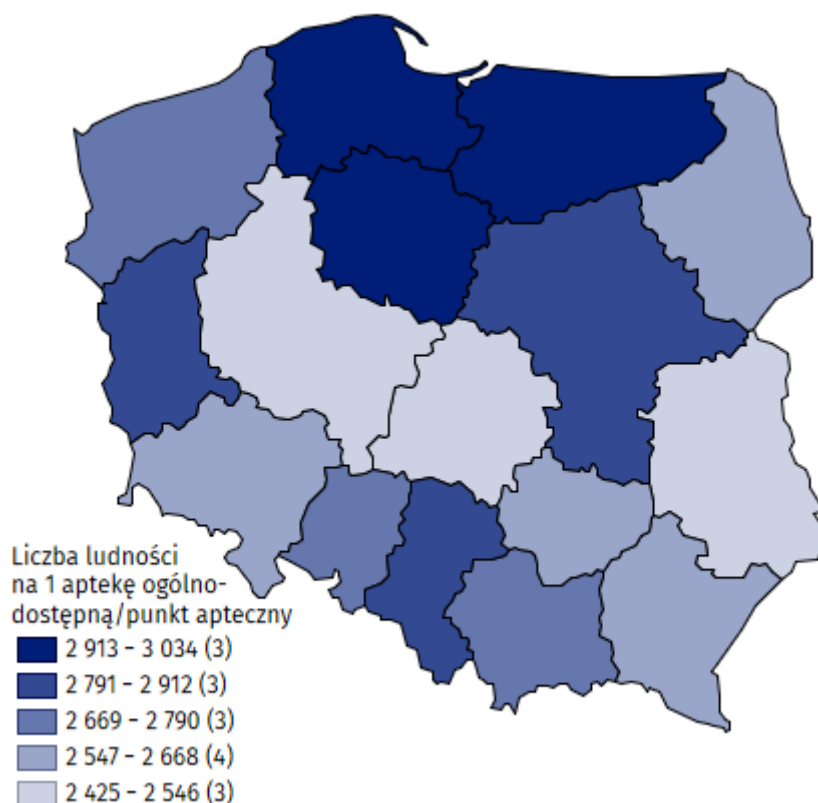 Liczba ludności
na 1 aptekę ogólno-
dostępną/punkt apteczny
2 913 – 3 034 (3)
2 791 – 2 912 (3)
2 669 – 2 790 (3)
2 547 – 2 668 (4)
2 425 – 2 546 (3)